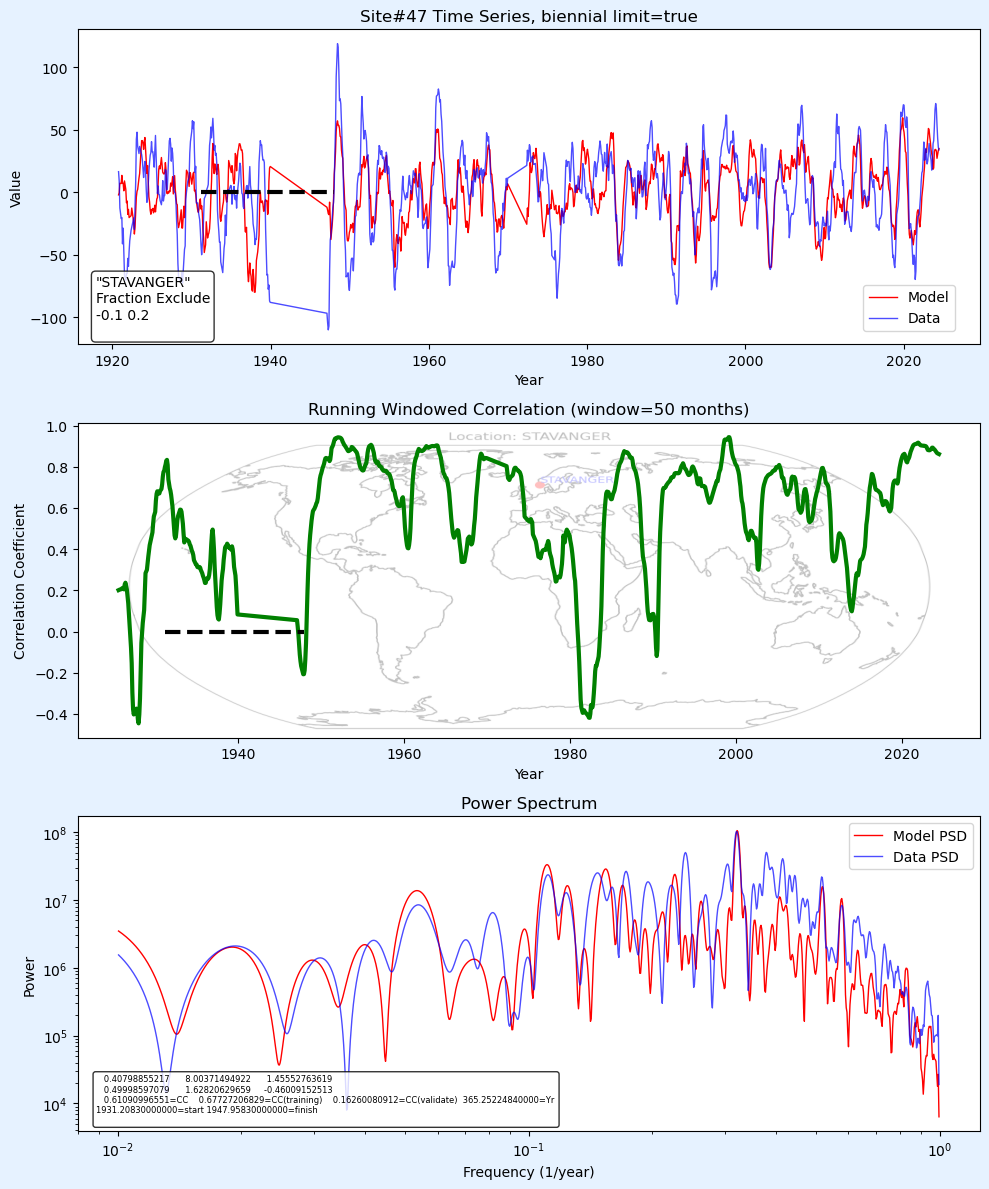 Site#47 Time Series, biennial limit=true
Value
100
50
0
−50
−100
"STAVANGER"
Fraction Exclude
-0.1 0.2
Model
Data
1920 1940 1960 1980 2000 2020
Year
Running Windowed Correlation (window=50 months)
Correlation Coefficient
1.0
0.8
0.6
0.4
0.2
0.0
−0.2
−0.4
Location: STAVANGER
STAVANGER
1940 1960 1980 2000 2020
Year
Power Spectrum
Power
10^8
10^7
10^6
10^5
10^4
Model PSD
Data PSD
0.40798855217 8.00371494922 1.45552763619
0.49998597079 1.62820629659 -0.46009152513
0.61090996551=CC 0.67727206829=CC(training) 0.16260080912=CC(validate) 365.25224840000=Yr
1931.20830000000=start 1947.95830000000=finish
10^−2 10^−1 10^0
Frequency (1/year)